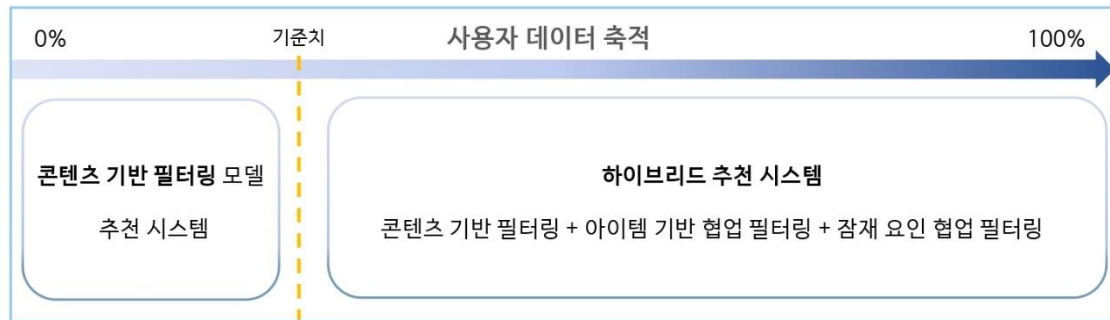 0%
기준치
사용자 데이터 축적
100%
콘텐츠 기반 필터링 모델
추천 시스템
하이브리드 추천 시스템
콘텐츠 기반 필터링 + 아이템 기반 협업 필터링 + 잠재 요인 협업 필터링